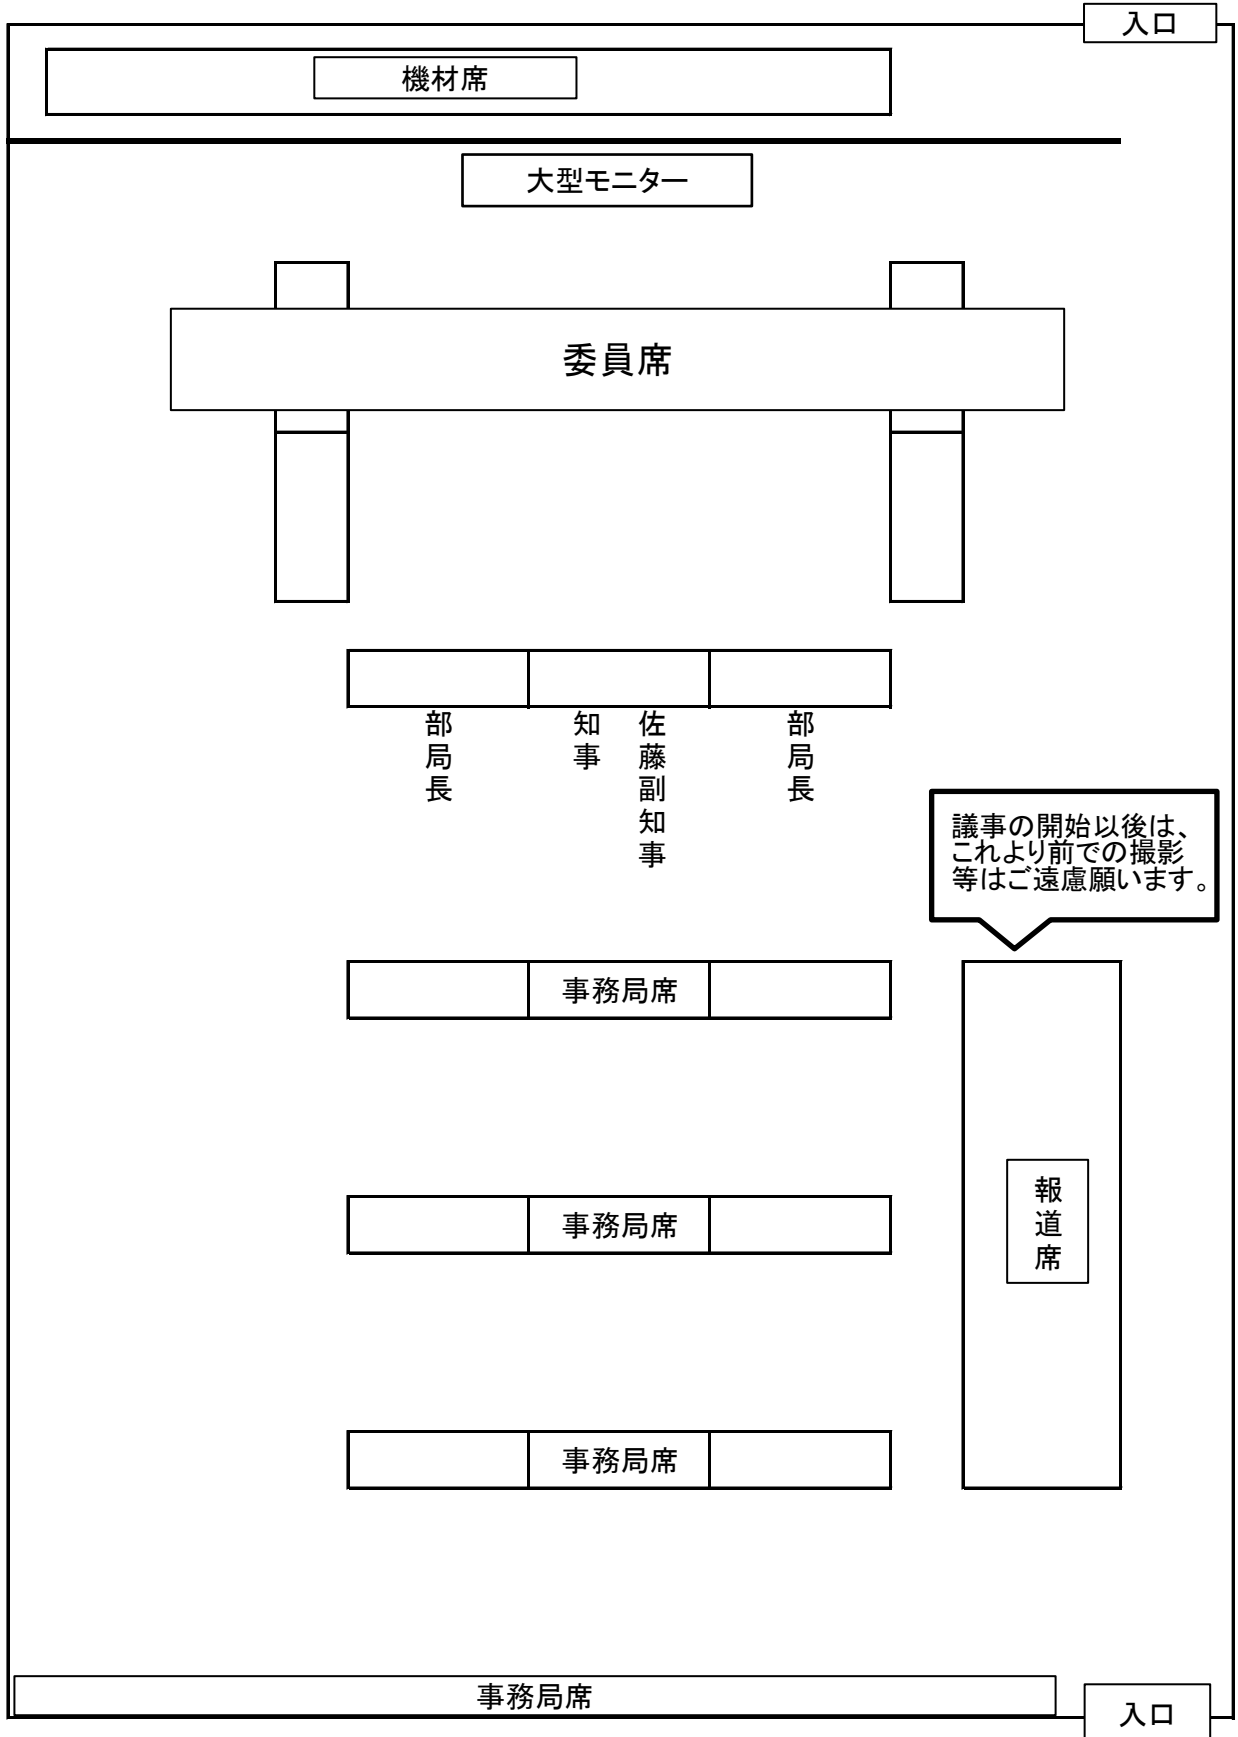 入口
機材席
大型モニター
委員席
部局長
知事
佐藤副知事
部局長
議事の開始以後は、
これより前での撮影
等はご遠慮願います。
事務局席
事務局席
報道席
事務局席
事務局席
入口